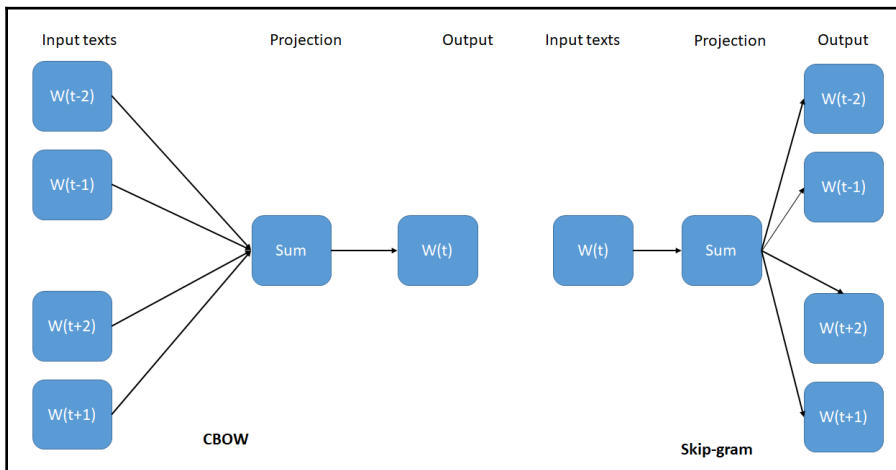 Input texts
Projection
Output
W(t-2)
W(t-1)
Sum
W(t)
W(t+2)
W(t+1)
CBOW
Input texts
Projection
Output
W(t-2)
W(t-1)
W(t)
Sum
W(t+2)
W(t+1)
Skip-gram